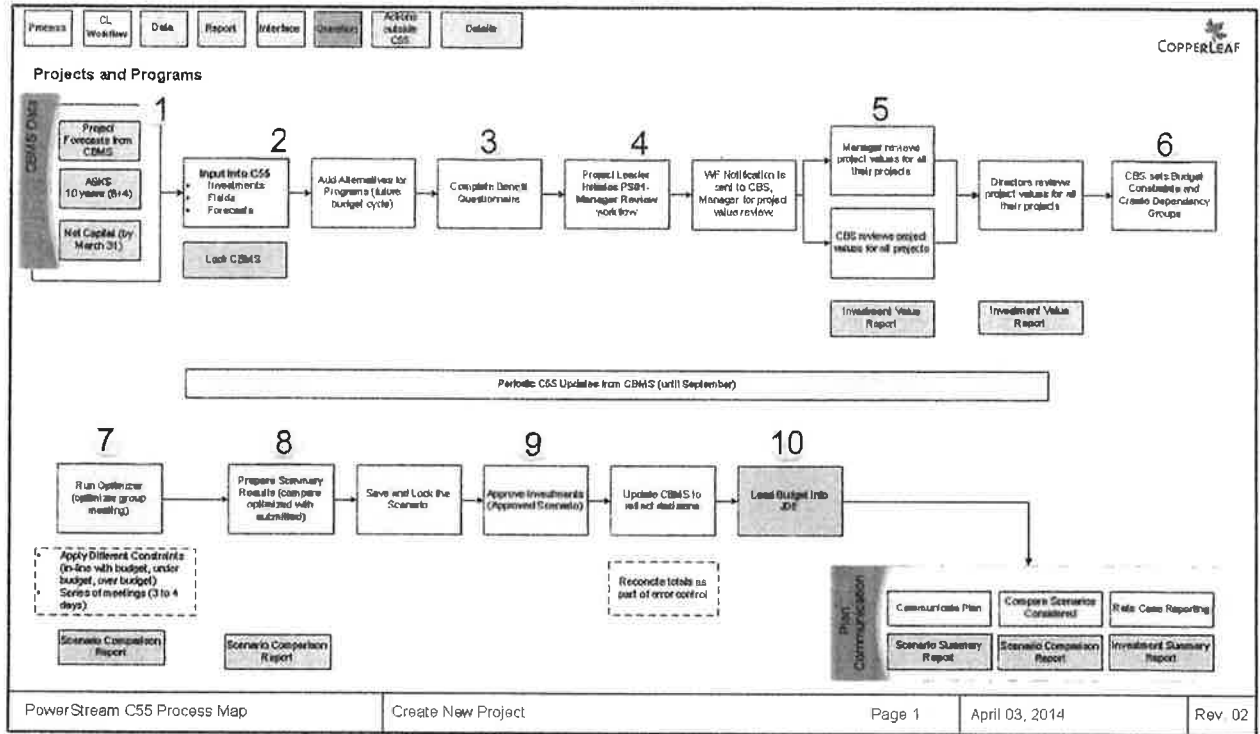 Process
CL
Workflow
Data
Report
Interface
Question
Actions
outside
C55
Details
COPPERLEAF
Projects and Programs
CBMS Data
1
Project
Forecasts from
CBMS
10 years (6+4)
Net Capital (by
March 31)
2
Input Into C55
• Investments
• Fields
• Forecasts
Lock CBMS
Add Alternatives for
Programs (future
budget cycle)
3
Complete Benefit
Questionnaire
4
Project Leader
Initiates PS01-
Manager Review
workflow
WF Notification is
sent to CBS,
Manager for project
value review
5
Manager review
project values for all
their projects
CBS reviews project
values for all projects
Investment Value
Report
Directors review
project values for all
their projects
Investment Value
Report
6
CBS sets Budget
Constraints and
Create Dependency
Groups
Periodic C55 Updates from CBMS (until September)
7
Run Optimizer
(optimizer group
meeting)
• Apply Different Constraints
(in-line with budget, under
budget, over budget)
• Series of meetings (3 to 4
days)
Scenario Comparison
Report
8
Prepare Summary
Results (compare
optimized with
submitted)
Scenario Comparison
Report
Save and Lock the
Scenario
9
Approve Investments
(Approved Scenario)
Update CBMS to
reflect decisions
Reconcile totals as
part of error control
10
Load Budget Into
JDE
Plan
Communication
Communicate Plan
Compare Scenarios
Considered
Rate Case Reporting
Scenario Summary
Report
Scenario Comparison
Report
Investment Summary
Report
PowerStream C55 Process Map
Create New Project
Page 1
April 03, 2014
Rev. 02